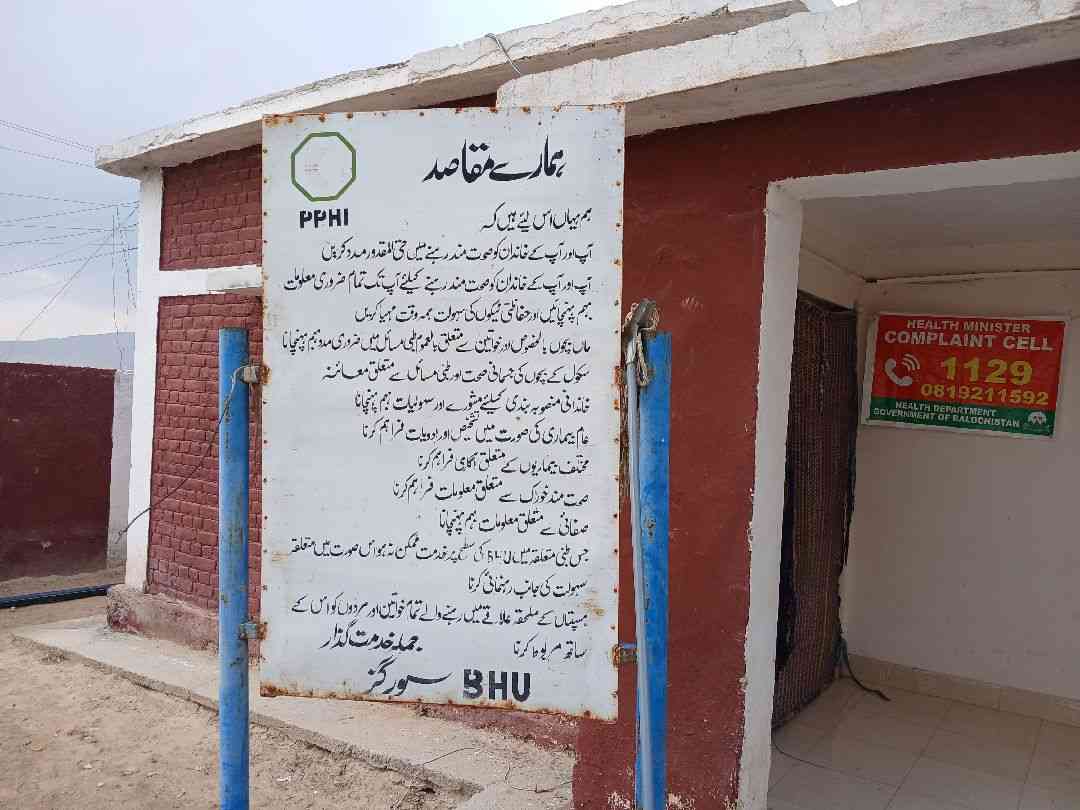 ہمارے مقاصد
PPHI
ہم یہاں اس لیئے ہیں کہ
آپ اور آپ کے خاندان کو صحت مند رہنے میں حتی المقدور مدد کریں
آپ اور آپ کے خاندان کو صحت مند رہنے کیلئے آپ تک تمام ضروری معلومات
بہم پہنچائیں اور حفاظتی ٹیکوں کی سہولت ہمہ وقت مہیا کریں
ماں بچوں بالخصوص اور خواتین سے متعلق بالعموم طبی مسائل میں ضروری مدد بہم پہنچانا
سکول کے بچوں کی جسمانی صحت اور طبی مسائل سے متعلق معائنہ
خاندانی منصوبہ بندی کیلئے مشورے اور سہولیات بہم پہنچانا
عام بیماری کی صورت میں تشخیص اور ادویات فراہم کرنا
مختلف بیماریوں کے متعلق آگاہی فراہم کرنا
صحت مند خوراک سے متعلق معلومات فراہم کرنا
صفائی سے متعلق معلومات بہم پہنچانا
جس طبی متعلقہ میں BHU کی سطح پر خدمت ممکن نہ ہو اس صورت میں متعلقہ
سہولت کی جانب رہنمائی کرنا
ہسپتال کے ملحقہ علاقے میں رہنے والے تمام خواتین اور مردوں کو اس کے
ساتھ مربوط کرنا
جملہ خدمت گذار
BHU سورگز
HEALTH MINISTER
COMPLAINT CELL
1129
0819211592
HEALTH DEPARTMENT
GOVERNMENT OF BALOCHISTAN